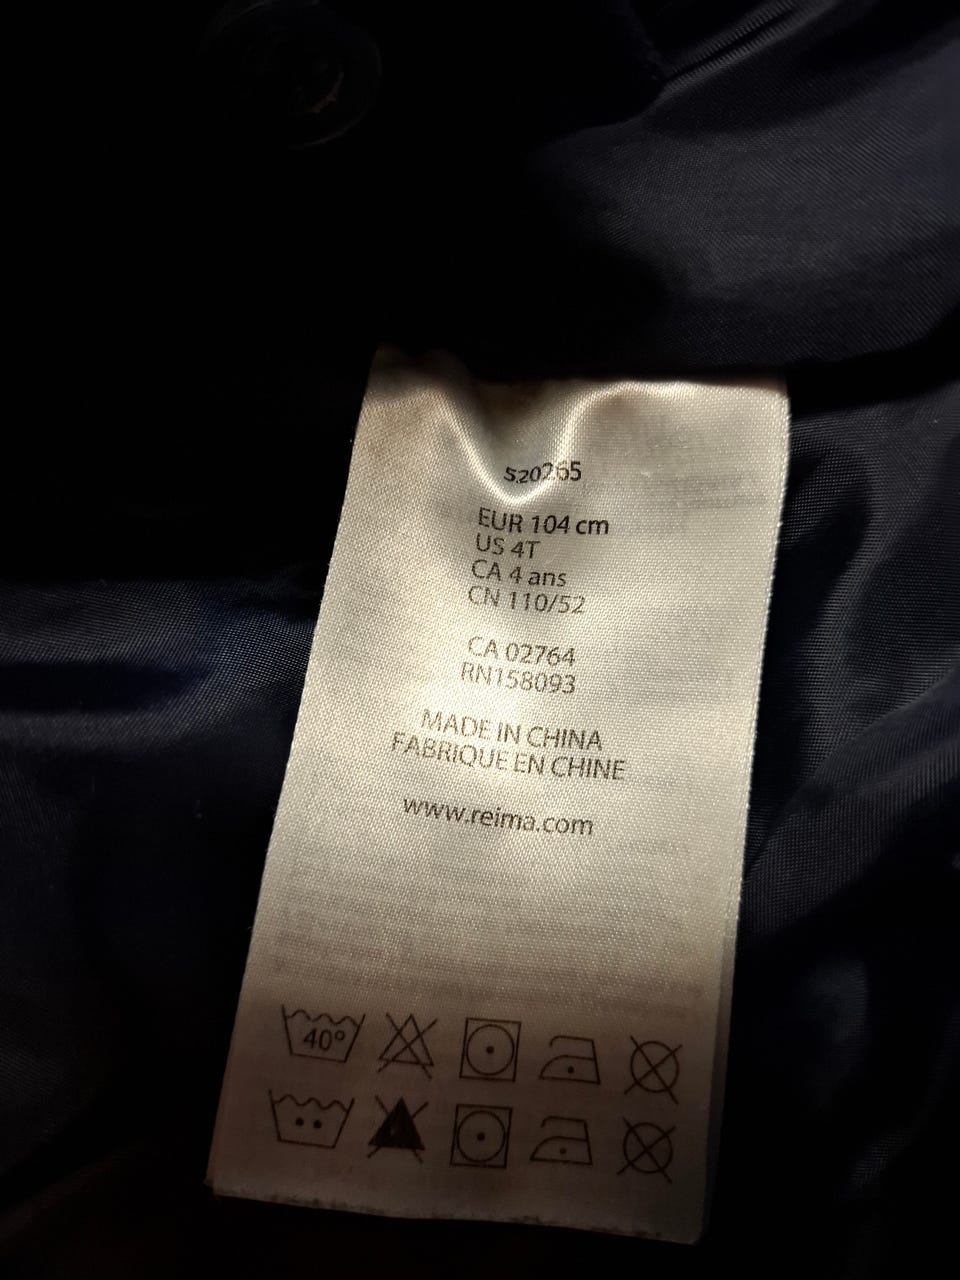 520265
EUR 104 cm
US 4T
CA 4 ans
CN 110/52
CA 02764
RN158093
MADE IN CHINA
FABRIQUE EN CHINE
www.reima.com
40°